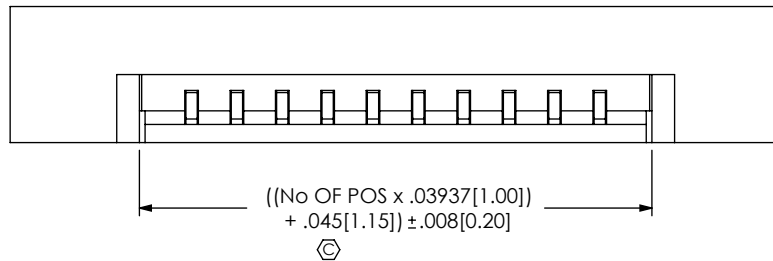 ((No OF POS x .03937[1.00])
+ .045[1.15]) ±.008[0.20]
C